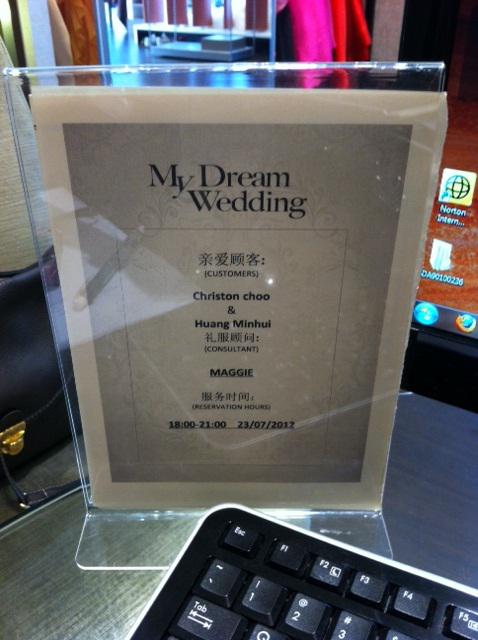 My Dream
Wedding
亲爱顾客:
(CUSTOMERS)
Christon choo
&
Huang Minhui
礼服顾问:
(CONSULTANT)
MAGGIE
服务时间:
(RESERVATION HOURS)
18:00-21:00 23/07/2012
Norton
Intern...
DA90100226
Esc
F1
F2
F3
F4
F5
~
`
!
1
@
2
#
3
Tab
Q